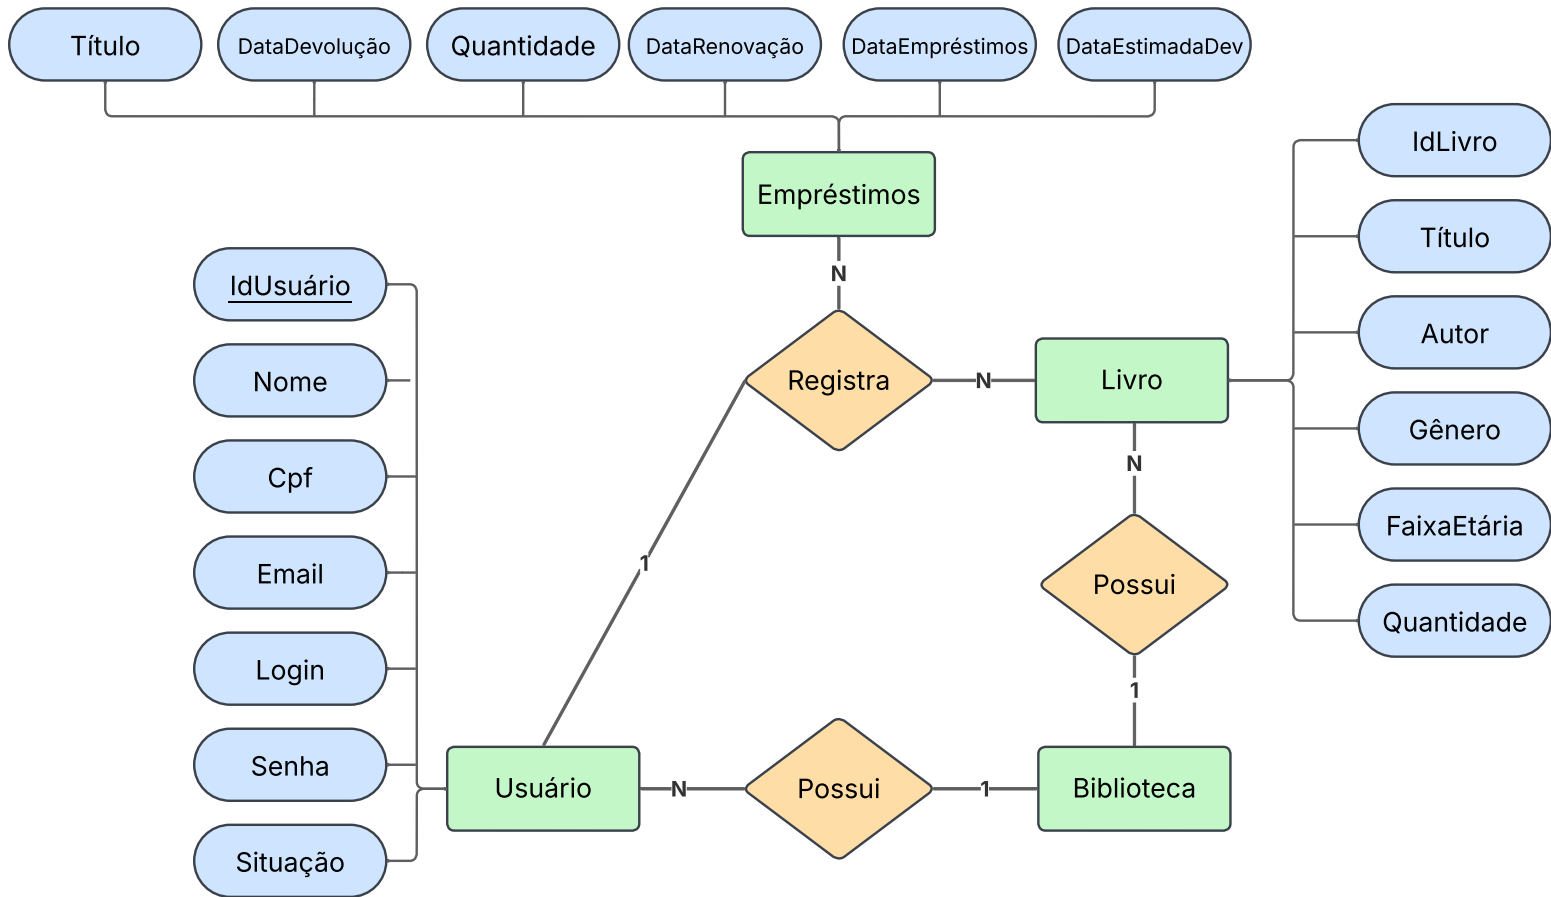 Título
DataDevolução
Quantidade
DataRenovação
DataEmpréstimos
DataEstimadaDev
IdLivro
Empréstimos
Título
N
IdUsuário
Autor
Nome
Registra
N
Livro
Gênero
N
Cpf
FaixaEtária
1
Email
Possui
Quantidade
Login
1
Senha
Usuário
N
Possui
1
Biblioteca
Situação